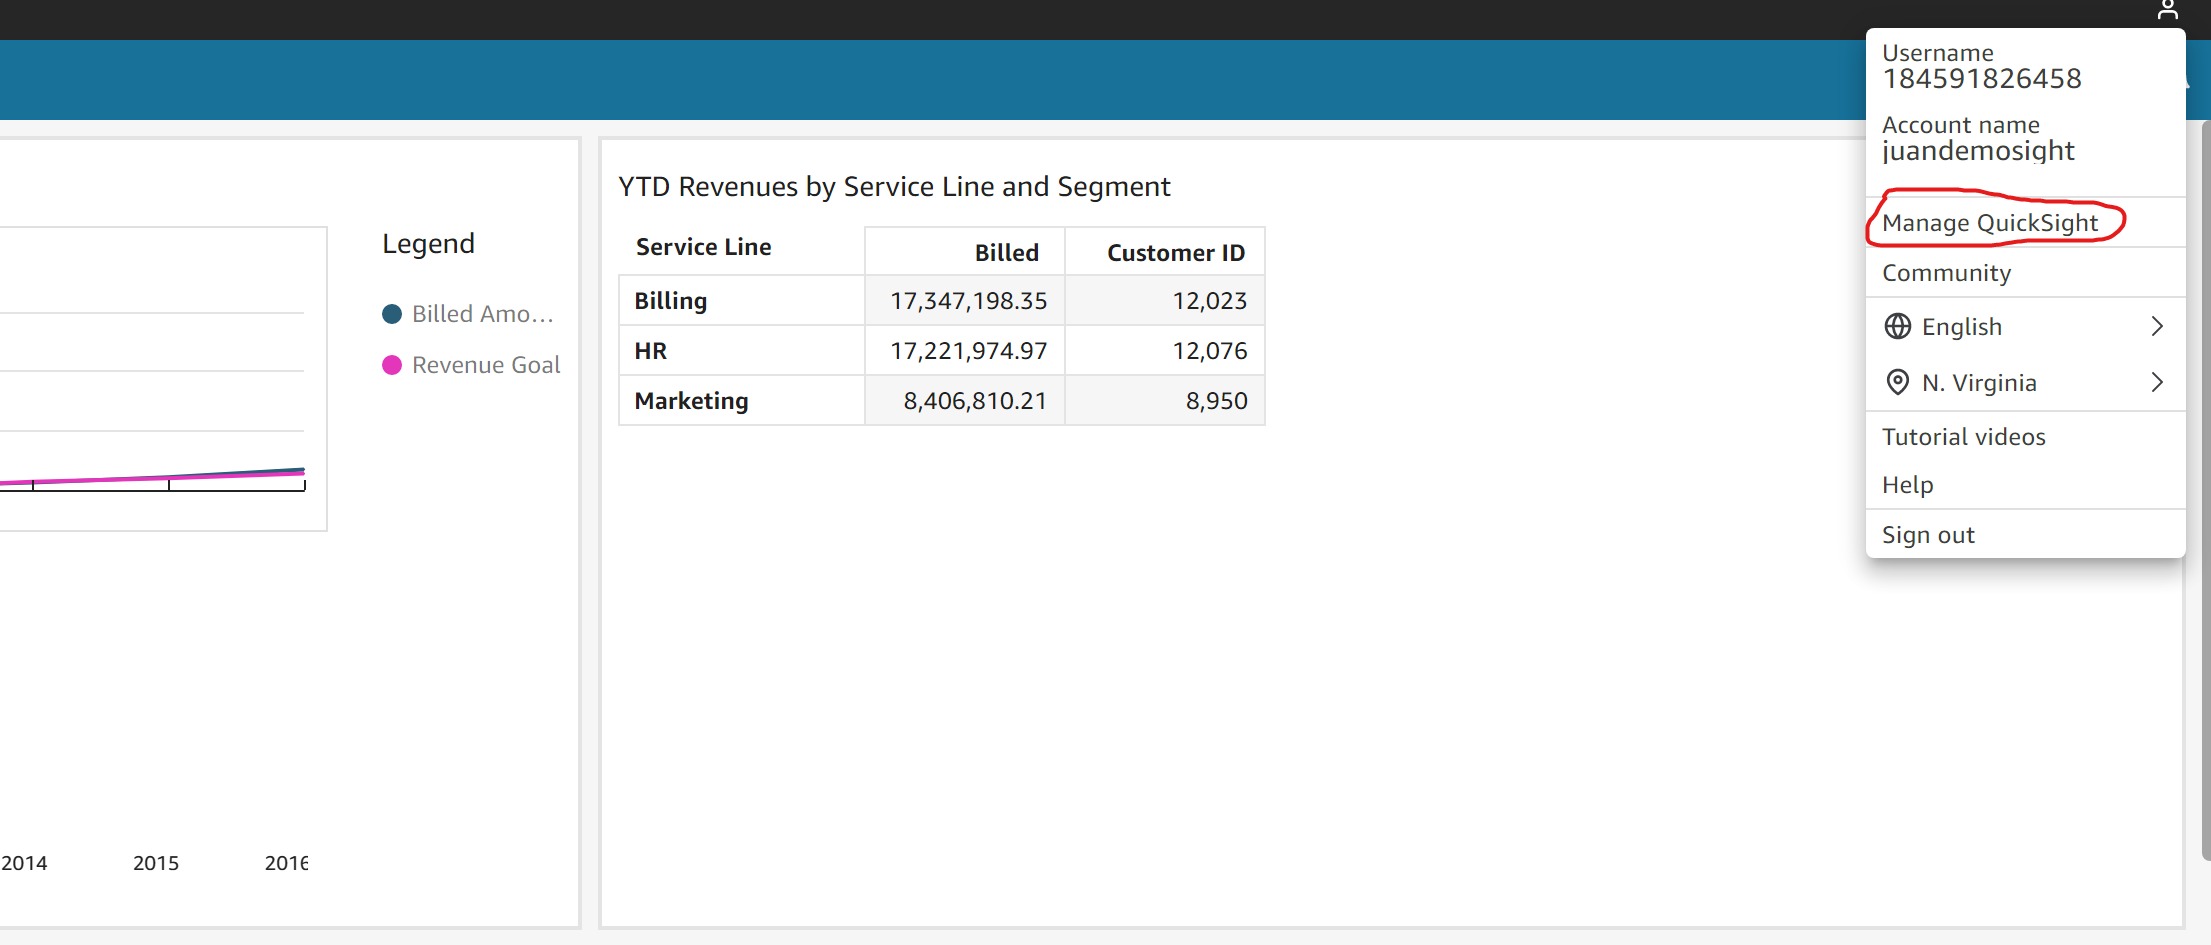 Username
184591826458
Account name
juandemosight
Manage QuickSight
Community
English
N. Virginia
Tutorial videos
Help
Sign out
Legend
Billed Amo...
Revenue Goal
2014 2015 2016
YTD Revenues by Service Line and Segment
Service Line Billed Customer ID
Billing 17,347,198.35 12,023
HR 17,221,974.97 12,076
Marketing 8,406,810.21 8,950